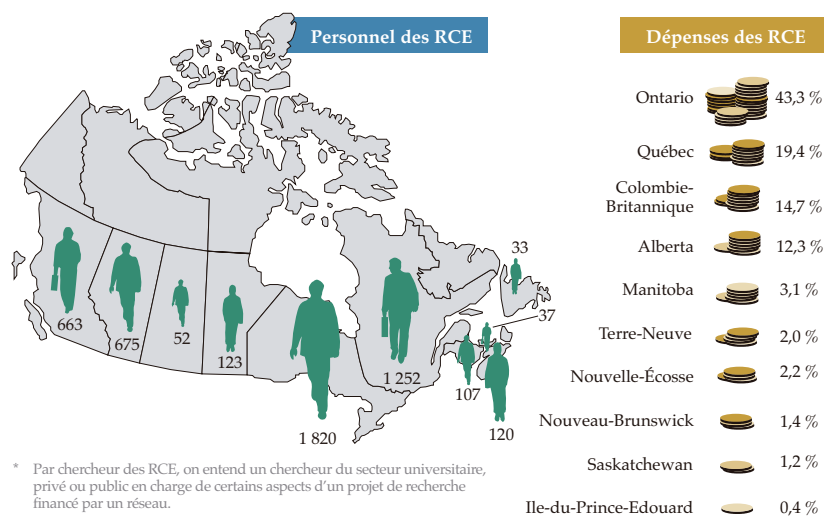 Personnel des RCE
Dépenses des RCE
Ontario 43,3 %
Québec 19,4 %
Colombie-
Britannique 14,7 %
Alberta 12,3 %
Manitoba 3,1 %
Terre-Neuve 2,0 %
Nouvelle-Écosse 2,2 %
Nouveau-Brunswick 1,4 %
Saskatchewan 1,2 %
Ile-du-Prince-Edouard 0,4 %
33
37
663
675
52
123
1 252
107
1 820
120
* Par chercheur des RCE, on entend un chercheur du secteur universitaire,
privé ou public en charge de certains aspects d'un projet de recherche
financé par un réseau.